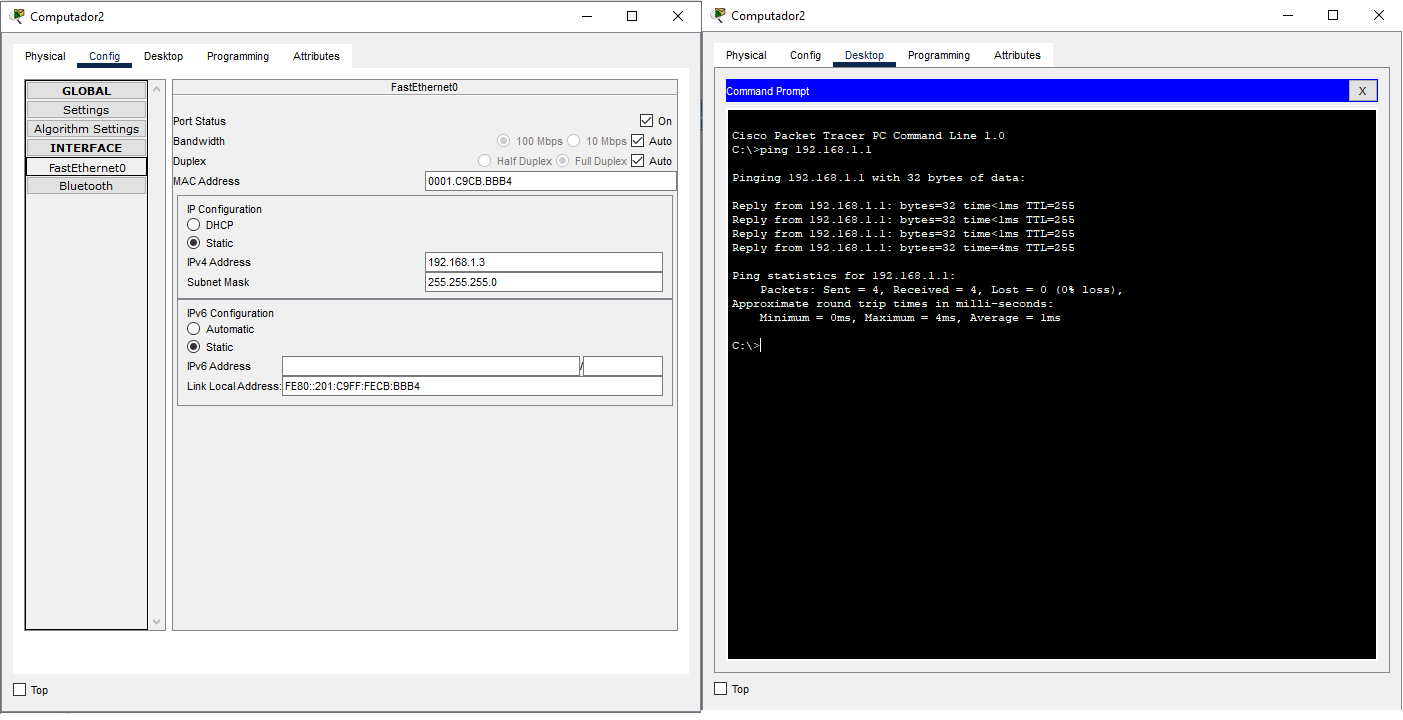 Computador2
Physical Config Desktop Programming Attributes
GLOBAL
Settings
Algorithm Settings
INTERFACE
FastEthernet0
Bluetooth
FastEthernet0
Port Status On
Bandwidth 100 Mbps 10 Mbps Auto
Duplex Half Duplex Full Duplex Auto
MAC Address 0001.C9CB.BBB4
IP Configuration
DHCP
Static
IPv4 Address 192.168.1.3
Subnet Mask 255.255.255.0
IPv6 Configuration
Automatic
Static
IPv6 Address /
Link Local Address: FE80::201:C9FF:FECB:BBB4
Top
Computador2
Physical Config Desktop Programming Attributes
Command Prompt X
Cisco Packet Tracer PC Command Line 1.0
C:\>ping 192.168.1.1
Pinging 192.168.1.1 with 32 bytes of data:
Reply from 192.168.1.1: bytes=32 time<1ms TTL=255
Reply from 192.168.1.1: bytes=32 time<1ms TTL=255
Reply from 192.168.1.1: bytes=32 time<1ms TTL=255
Reply from 192.168.1.1: bytes=32 time=4ms TTL=255
Ping statistics for 192.168.1.1:
Packets: Sent = 4, Received = 4, Lost = 0 (0% loss),
Approximate round trip times in milli-seconds:
Minimum = 0ms, Maximum = 4ms, Average = 1ms
C:\>
Top